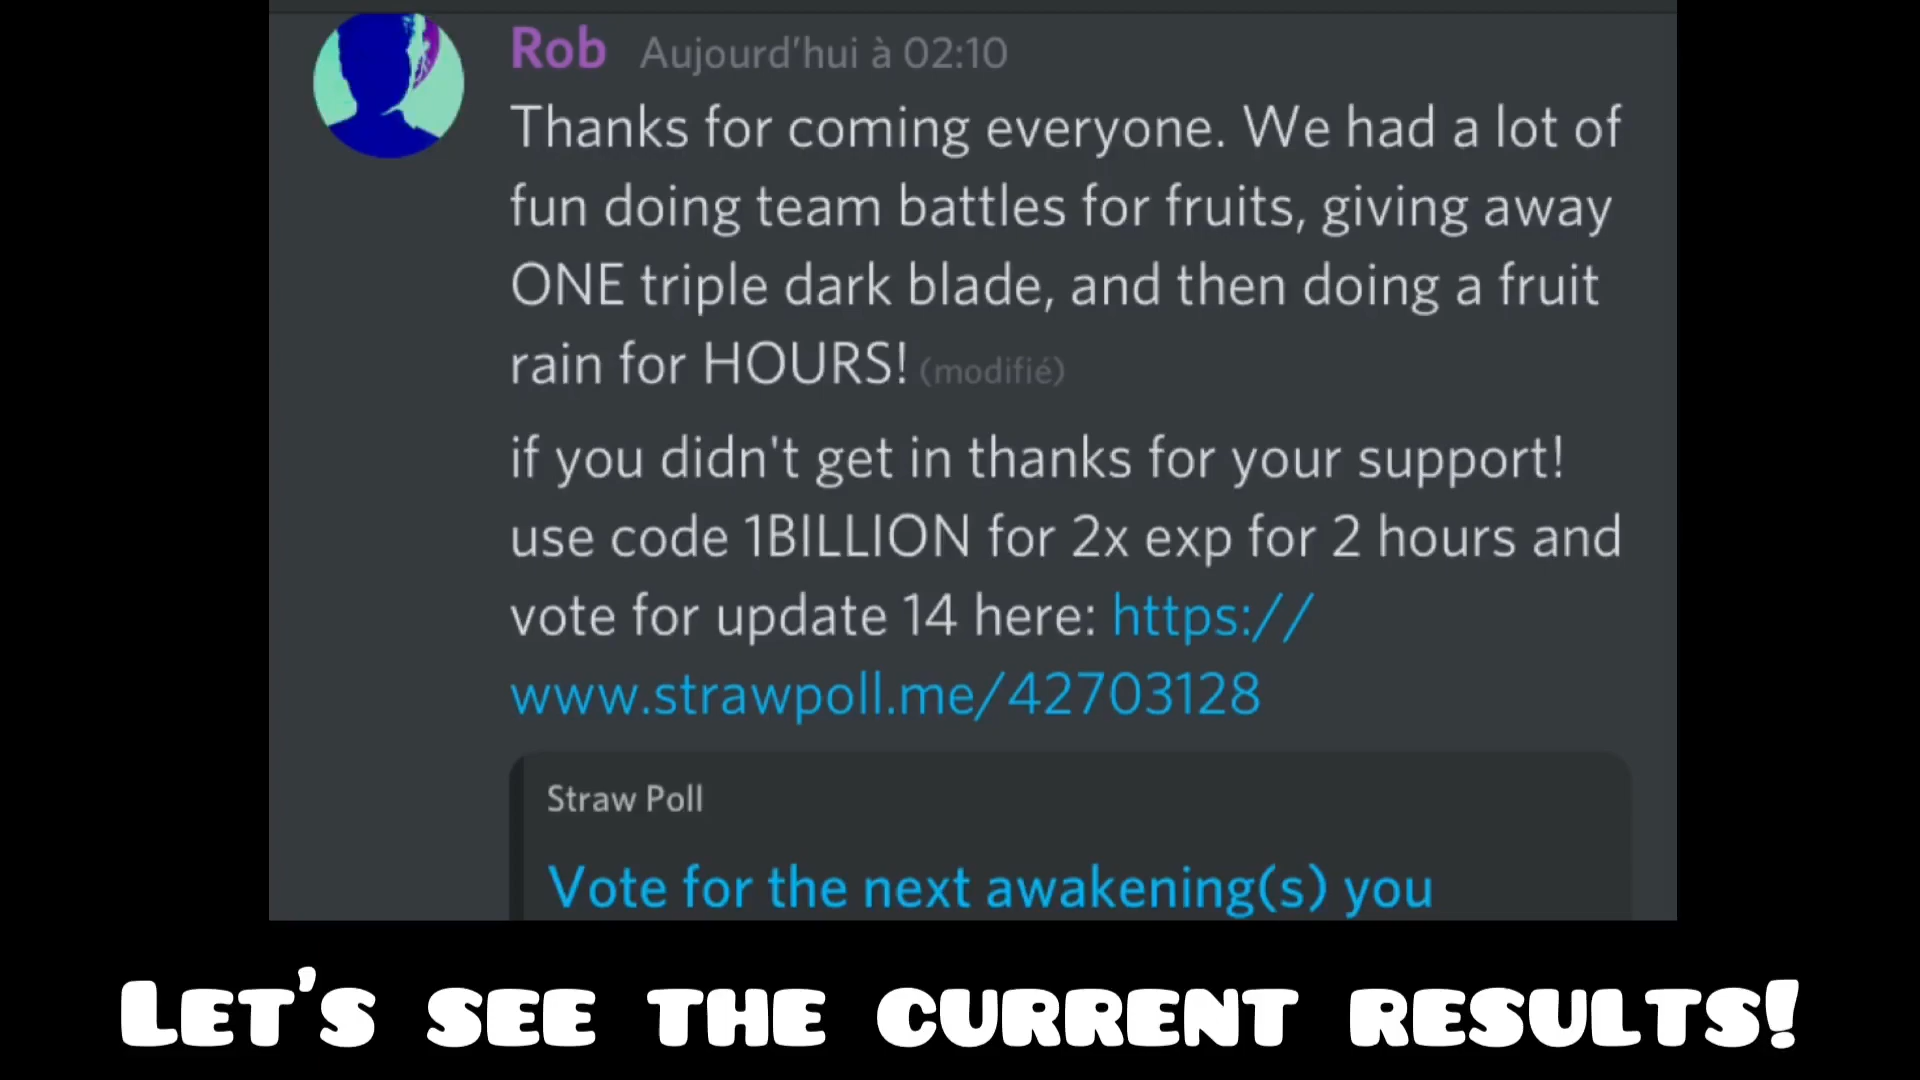 Rob Aujourd'hui à 02:10
Thanks for coming everyone. We had a lot of
fun doing team battles for fruits, giving away
ONE triple dark blade, and then doing a fruit
rain for HOURS! (modifié)
if you didn't get in thanks for your support!
use code 1BILLION for 2x exp for 2 hours and
vote for update 14 here: https://
www.strawpoll.me/42703128
Straw Poll
Vote for the next awakening(s) you
LET'S SEE THE CURRENT RESULTS!